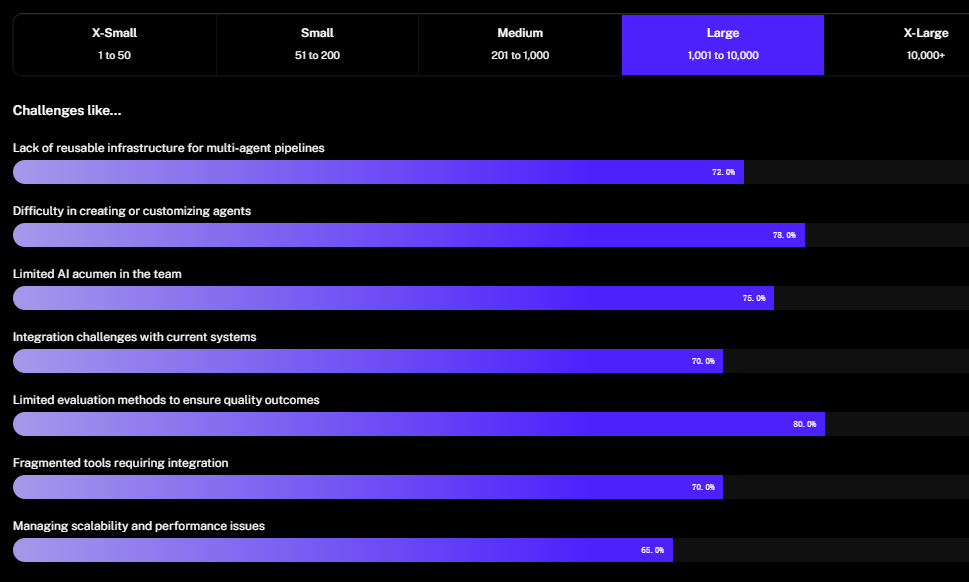 X-Small
1 to 50
Small
51 to 200
Medium
201 to 1,000
Large
1,001 to 10,000
X-Large
10,000+
Challenges like...
Lack of reusable infrastructure for multi-agent pipelines
72.0%
Difficulty in creating or customizing agents
78.0%
Limited AI acumen in the team
75.0%
Integration challenges with current systems
70.0%
Limited evaluation methods to ensure quality outcomes
80.0%
Fragmented tools requiring integration
70.0%
Managing scalability and performance issues
65.0%